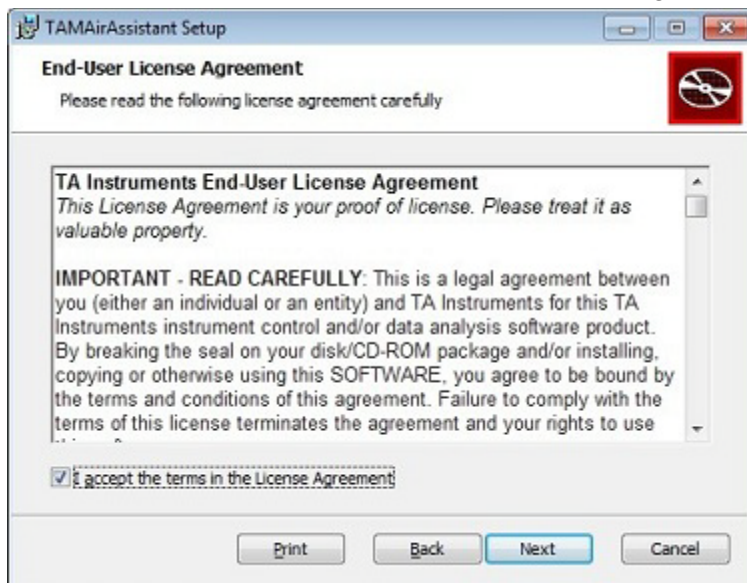 TAMAirAssistant Setup
End-User License Agreement
Please read the following license agreement carefully
TA Instruments End-User License Agreement
This License Agreement is your proof of license. Please treat it as
valuable property.
IMPORTANT - READ CAREFULLY: This is a legal agreement between
you (either an individual or an entity) and TA Instruments for this TA
Instruments instrument control and/or data analysis software product.
By breaking the seal on your disk/CD-ROM package and/or installing,
copying or otherwise using this SOFTWARE, you agree to be bound by
the terms and conditions of this agreement. Failure to comply with the
terms of this license terminates the agreement and your rights to use
I accept the terms in the License Agreement
Print Back Next Cancel